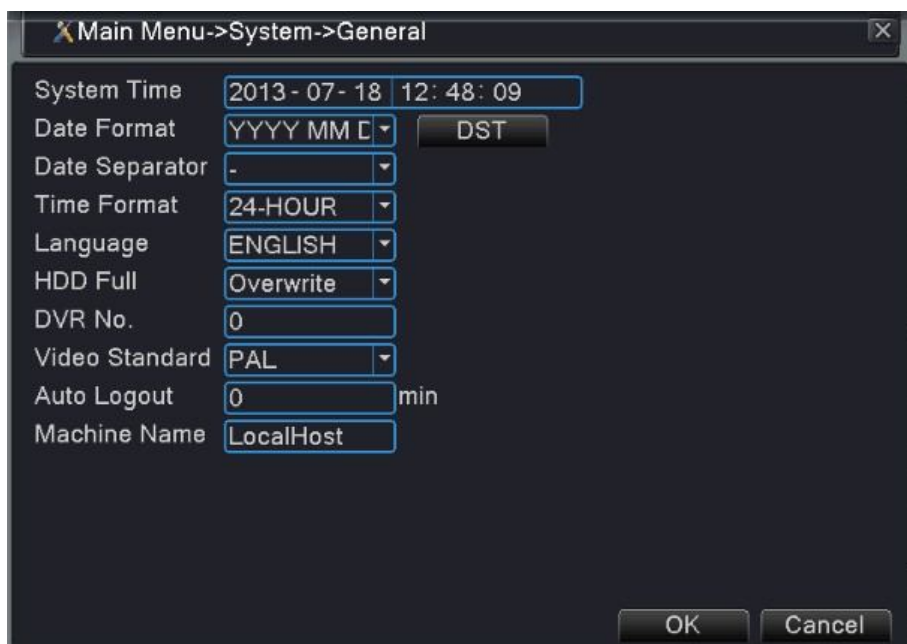 Main Menu->System->General
System Time 2013-07-18 12:48:09
Date Format YYYY MM D DST
Date Separator -
Time Format 24-HOUR
Language ENGLISH
HDD Full Overwrite
DVR No. 0
Video Standard PAL
Auto Logout 0 min
Machine Name LocalHost
OK Cancel